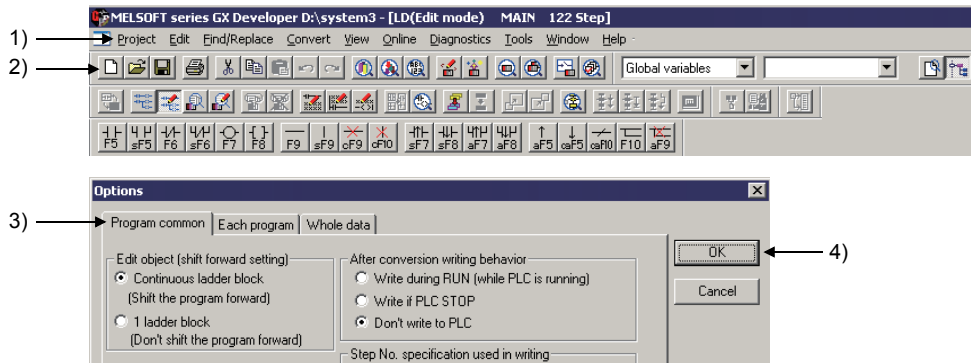 MELSOFT series GX Developer D:\system3 - [LD(Edit mode) MAIN 122 Step]
1)
Project Edit Find/Replace Convert View Online Diagnostics Tools Window Help
2)
Global variables
F5 sF5 F6 sF6 F7 F8 F9 sF9 cF9 cF10 sF7 sF8 aF7 aF8 aF5 caF5 caF10 F10 aF9
Options
3)
Program common Each program Whole data
4)
OK
Edit object (shift forward setting)
Continuous ladder block
(Shift the program forward)
1 ladder block
(Don't shift the program forward)
After conversion writing behavior
Write during RUN (while PLC is running)
Write if PLC STOP
Don't write to PLC
Cancel
Step No. specification used in writing